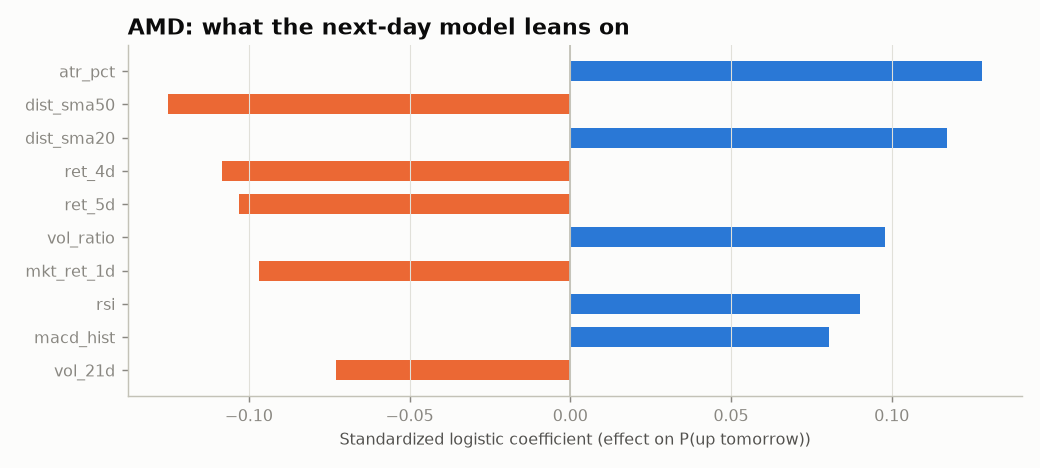 AMD: what the next-day model leans on
atr_pct
dist_sma50
dist_sma20
ret_4d
ret_5d
vol_ratio
mkt_ret_1d
rsi
macd_hist
vol_21d
−0.10 −0.05 0.00 0.05 0.10
Standardized logistic coefficient (effect on P(up tomorrow))